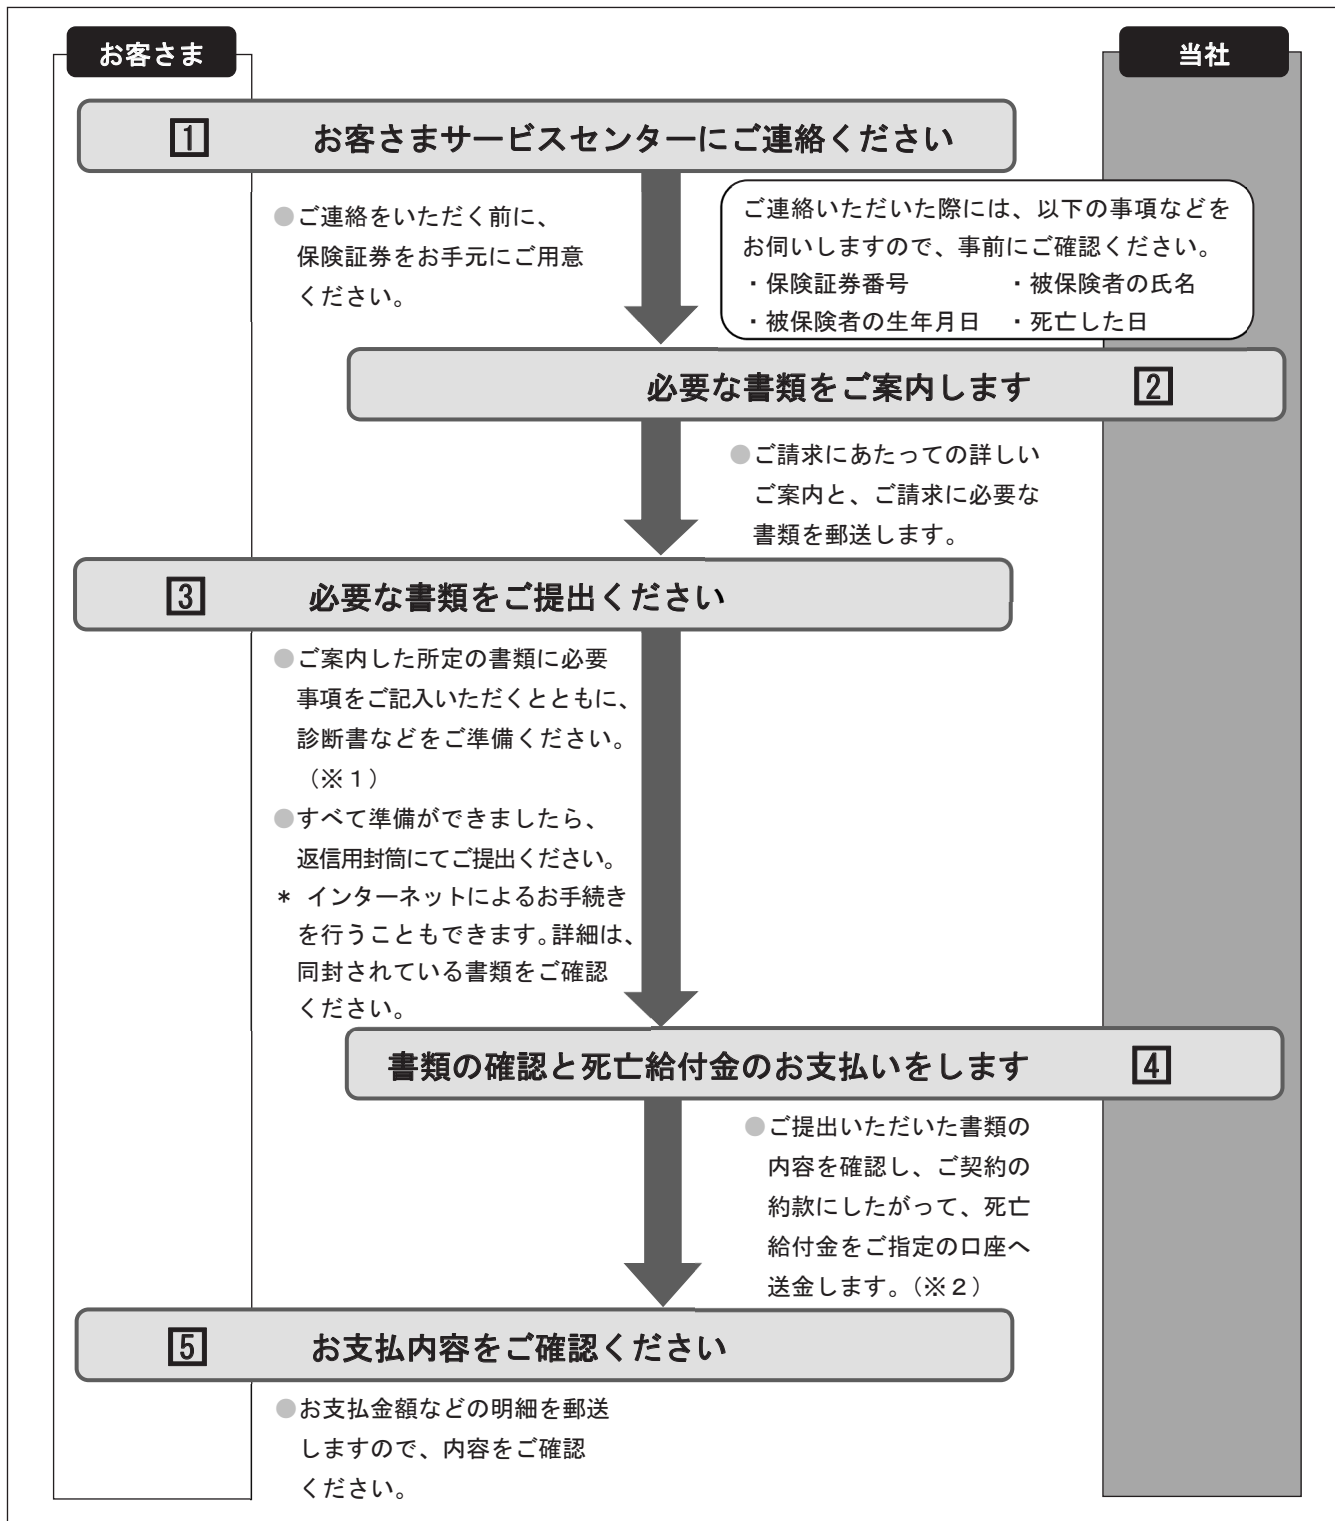 お客さま
当社
1 お客さまサービスセンターにご連絡ください
●ご連絡をいただく前に、
保険証券をお手元にご用意
ください。
ご連絡いただいた際には、以下の事項などを
お伺いしますので、事前にご確認ください。
・保険証券番号 ・被保険者の氏名
・被保険者の生年月日 ・死亡した日
必要な書類をご案内します 2
●ご請求にあたっての詳しい
ご案内と、ご請求に必要な
書類を郵送します。
3 必要な書類をご提出ください
●ご案内した所定の書類に必要
事項をご記入いただくとともに、
診断書などをご準備ください。
（※１）
●すべて準備ができましたら、
返信用封筒にてご提出ください。
＊ インターネットによるお手続き
を行うこともできます。詳細は、
同封されている書類をご確認
ください。
書類の確認と死亡給付金のお支払いをします 4
●ご提出いただいた書類の
内容を確認し、ご契約の
約款にしたがって、死亡
給付金をご指定の口座へ
送金します。（※２）
5 お支払内容をご確認ください
●お支払金額などの明細を郵送
しますので、内容をご確認
ください。